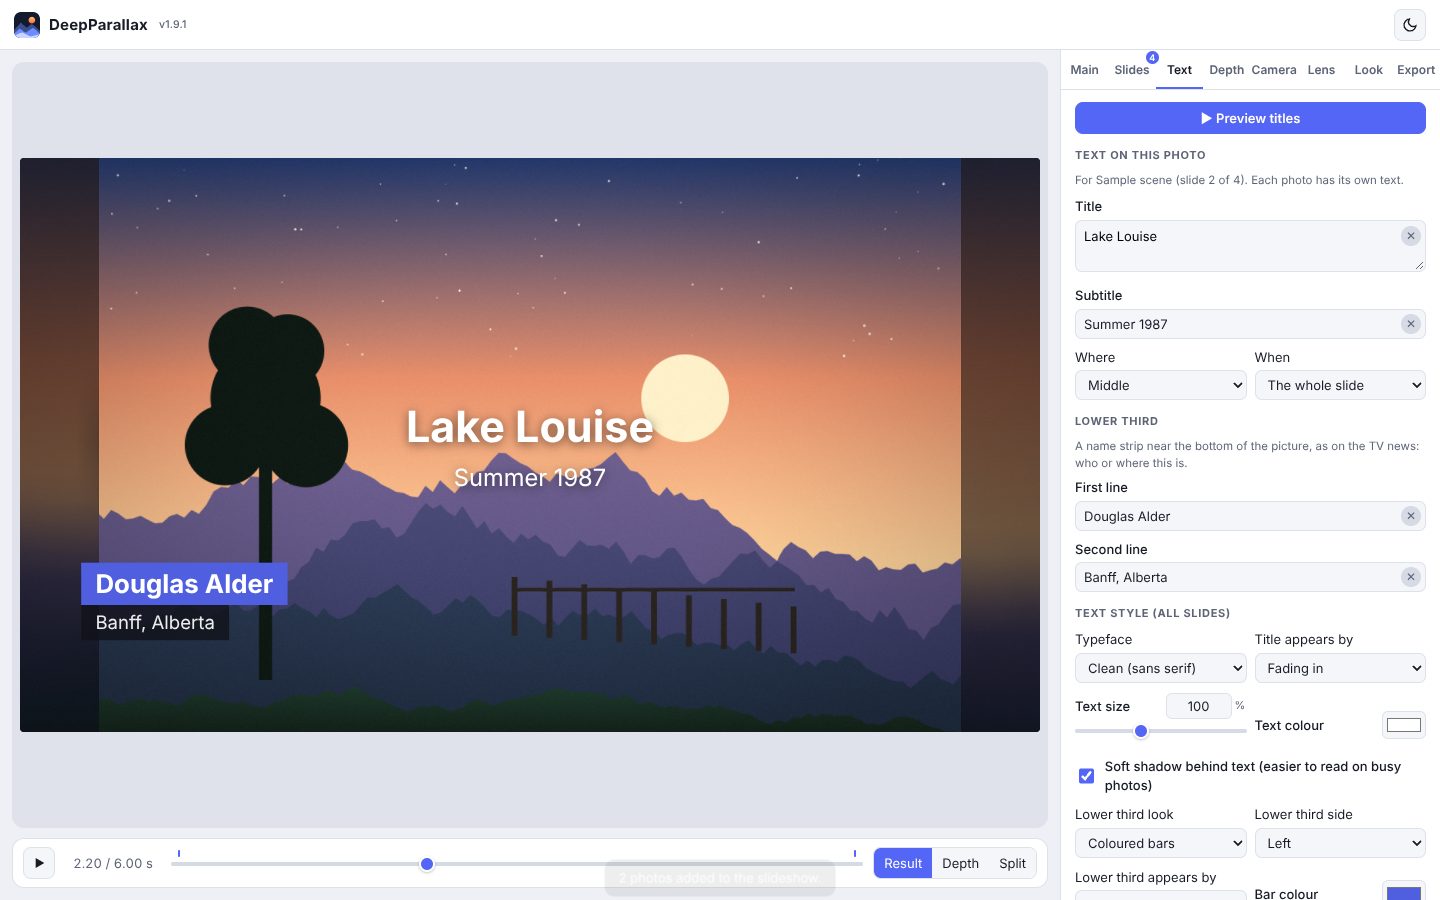 DeepParallax v1.9.1
Main Slides 4 Text Depth Camera Lens Look Export
▶ Preview titles
TEXT ON THIS PHOTO
For Sample scene (slide 2 of 4). Each photo has its own text.
Title
Lake Louise
Subtitle
Summer 1987
Where When
Middle The whole slide
LOWER THIRD
A name strip near the bottom of the picture, as on the TV news:
who or where this is.
First line
Douglas Alder
Second line
Banff, Alberta
TEXT STYLE (ALL SLIDES)
Typeface Title appears by
Clean (sans serif) Fading in
Text size 100 % Text colour
Soft shadow behind text (easier to read on busy
photos)
Lower third look Lower third side
Coloured bars Left
Lower third appears by Bar colour
Lake Louise
Summer 1987
Douglas Alder
Banff, Alberta
2.20 / 6.00 s
Result Depth Split
2 photos added to the slideshow.